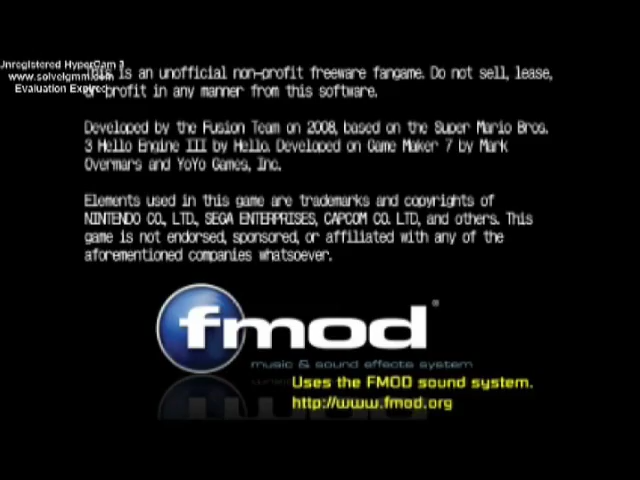 Unregistered HyperCam 3
www.solveigmm.com
Evaluation Expired
This is an unofficial non-profit freeware fangame. Do not sell, lease,
or profit in any manner from this software.
Developed by the Fusion Team on 2008, based on the Super Mario Bros.
3 Hello Engine III by Hello. Developed on Game Maker 7 by Mark
Overmars and YoYo Games, Inc.
Elements used in this game are trademarks and copyrights of
NINTENDO CO., LTD., SEGA ENTERPRISES, CAPCOM CO. LTD, and others. This
game is not endorsed, sponsored, or affiliated with any of the
aforementioned companies whatsoever.
fmod®
music & sound effects system
Uses the FMOD sound system.
http://www.fmod.org